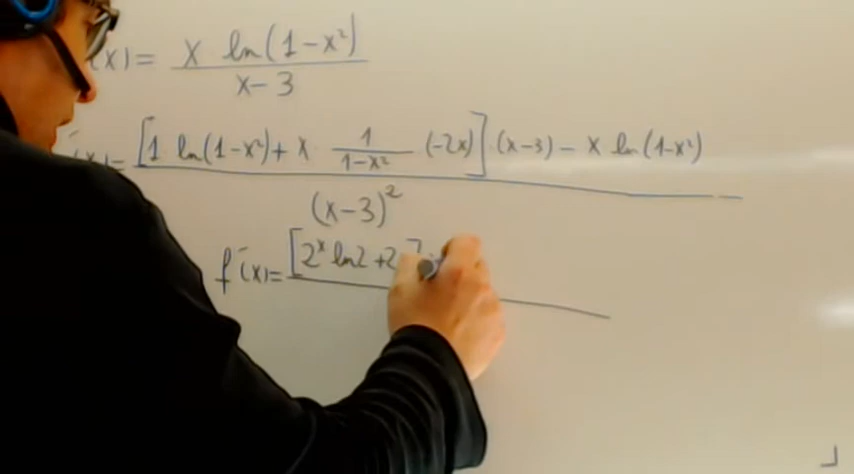 (x) = x ln(1-x²)
x-3
(x) = [1 ln(1-x²) + x · 1 (-2x)] · (x-3) - x ln(1-x²)
1-x²
(x-3)²
f'(x) = [2ˣ ln2 + 2